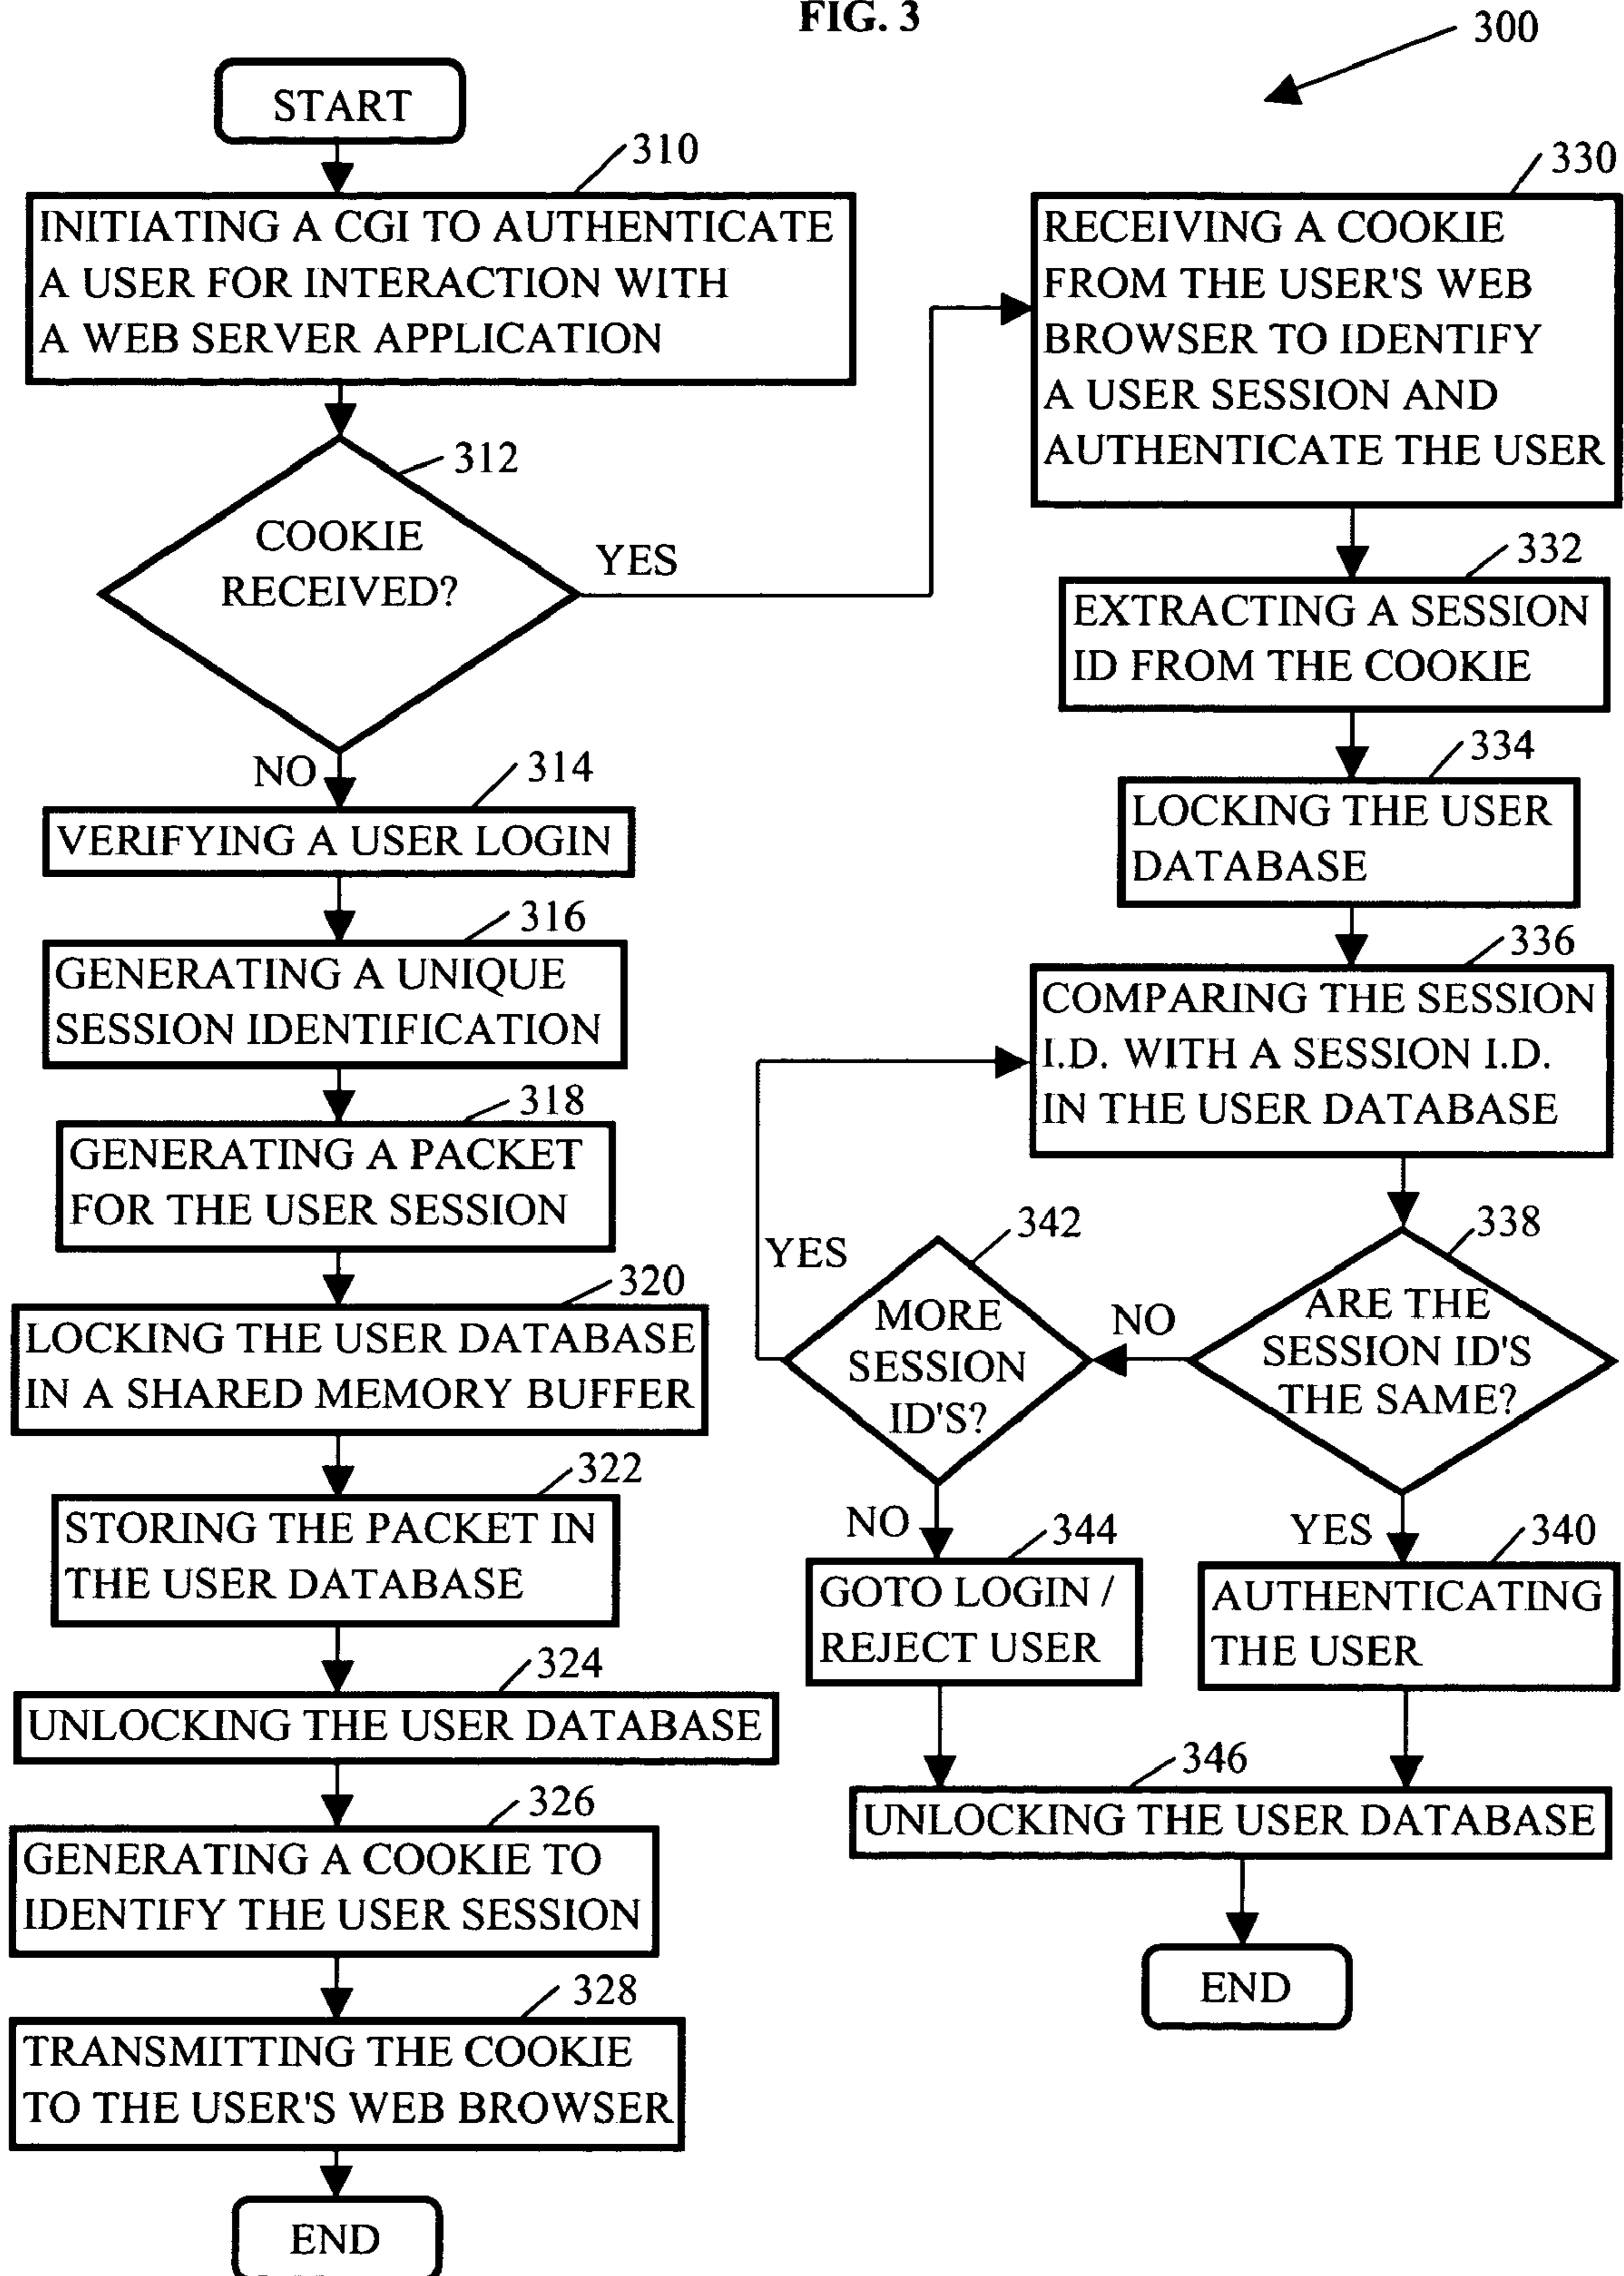 FIG. 3
300
START
310
INITIATING A CGI TO AUTHENTICATE
A USER FOR INTERACTION WITH
A WEB SERVER APPLICATION
312
COOKIE
RECEIVED?
YES
NO
314
VERIFYING A USER LOGIN
316
GENERATING A UNIQUE
SESSION IDENTIFICATION
318
GENERATING A PACKET
FOR THE USER SESSION
320
LOCKING THE USER DATABASE
IN A SHARED MEMORY BUFFER
322
STORING THE PACKET IN
THE USER DATABASE
324
UNLOCKING THE USER DATABASE
326
GENERATING A COOKIE TO
IDENTIFY THE USER SESSION
328
TRANSMITTING THE COOKIE
TO THE USER'S WEB BROWSER
END
330
RECEIVING A COOKIE
FROM THE USER'S WEB
BROWSER TO IDENTIFY
A USER SESSION AND
AUTHENTICATE THE USER
332
EXTRACTING A SESSION
ID FROM THE COOKIE
334
LOCKING THE USER
DATABASE
336
COMPARING THE SESSION
I.D. WITH A SESSION I.D.
IN THE USER DATABASE
338
ARE THE
SESSION ID'S
THE SAME?
NO
342
MORE
SESSION
ID'S?
YES
NO
344
GOTO LOGIN /
REJECT USER
YES
340
AUTHENTICATING
THE USER
346
UNLOCKING THE USER DATABASE
END